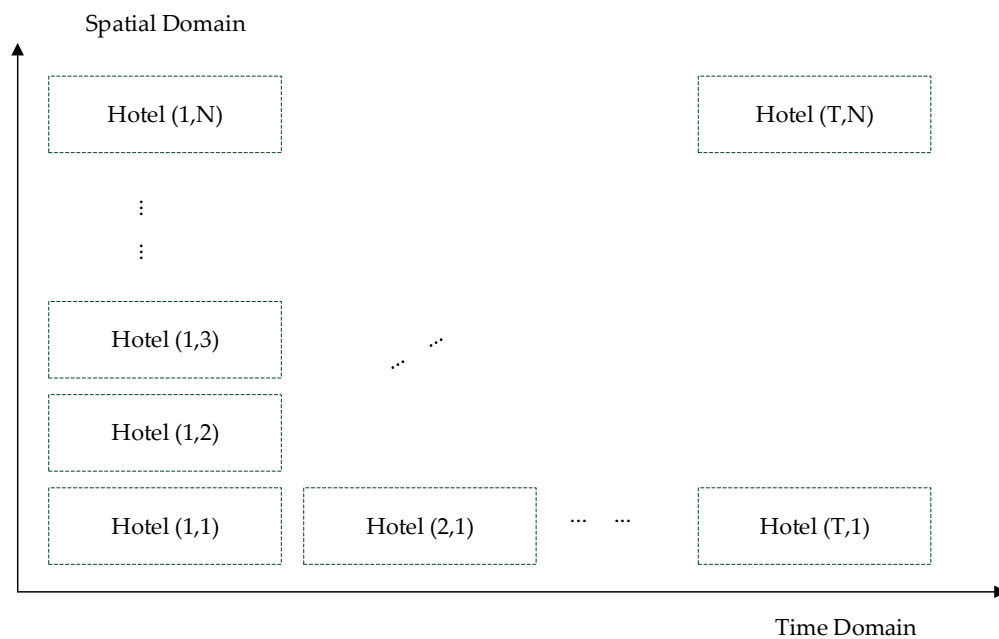 Spatial Domain
Hotel (1,N)
Hotel (T,N)
⋮
⋮
Hotel (1,3)
...
...
Hotel (1,2)
Hotel (1,1)
Hotel (2,1)
... ...
Hotel (T,1)
Time Domain